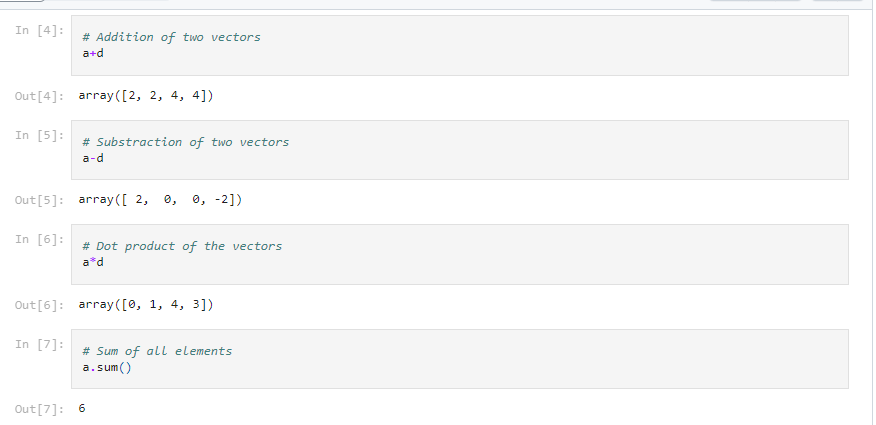 In [4]:
# Addition of two vectors
a+d
Out[4]: array([2, 2, 4, 4])
In [5]:
# Substraction of two vectors
a-d
Out[5]: array([ 2,  0,  0, -2])
In [6]:
# Dot product of the vectors
a*d
Out[6]: array([0, 1, 4, 3])
In [7]:
# Sum of all elements
a.sum()
Out[7]: 6